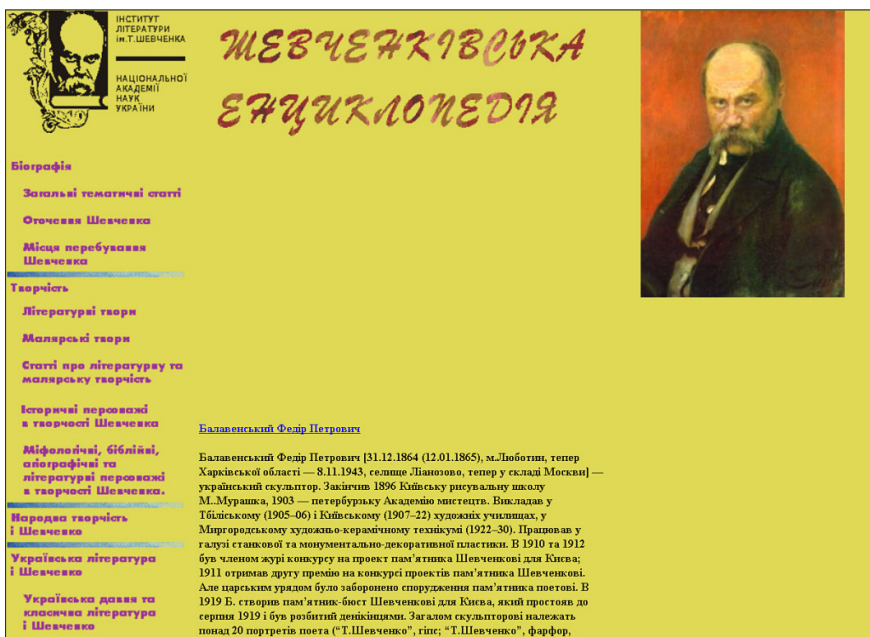 ІНСТИТУТ
ЛІТЕРАТУРИ
ім.Т.ШЕВЧЕНКА
НАЦІОНАЛЬНОЇ
АКАДЕМІЇ
НАУК
УКРАЇНИ
ШЕВЧЕНКІВСЬКА
ЕНЦИКЛОПЕДІЯ
Біографія
Загальні тематичні статті
Оточення Шевченка
Місця перебування
Шевченка
Творчість
Літературні твори
Малярські твори
Статті про літературну та
малярську творчість
Історичні персонажі
в творчості Шевченка
Міфологічні, біблійні,
апіографічні та
літературні персонажі
в творчості Шевченка.
Народна творчість
і Шевченко
Українська література
і Шевченко
Українська давня та
класична література
і Шевченко
Балавенський Федір Петрович
Балавенський Федір Петрович [31.12.1864 (12.01.1865), м.Люботин, тепер
Харківської області — 8.11.1943, селище Ліанозово, тепер у складі Москви] —
український скульптор. Закінчив 1896 Київську рисувальну школу
М..Мурашка, 1903 — петербурзьку Академію мистецтв. Викладав у
Тбіліському (1905–06) і Київському (1907–22) художніх училищах, у
Миргородському художньо-керамічному технікумі (1922–30). Працював у
галузі станкової та монументально-декоративної пластики. В 1910 та 1912
був членом журі конкурсу на проект пам’ятника Шевченкові для Києва;
1911 отримав другу премію на конкурсі проектів пам’ятника Шевченкові.
Але царським урядом було заборонено спорудження пам’ятника поетові. В
1919 Б. створив пам’ятник-бюст Шевченкові для Києва, який простояв до
серпня 1919 і був розбитий денікінцями. Загалом скульпторові належать
понад 20 портретів поета (“Т.Шевченко”, гіпс; “Т.Шевченко”, фарфор,